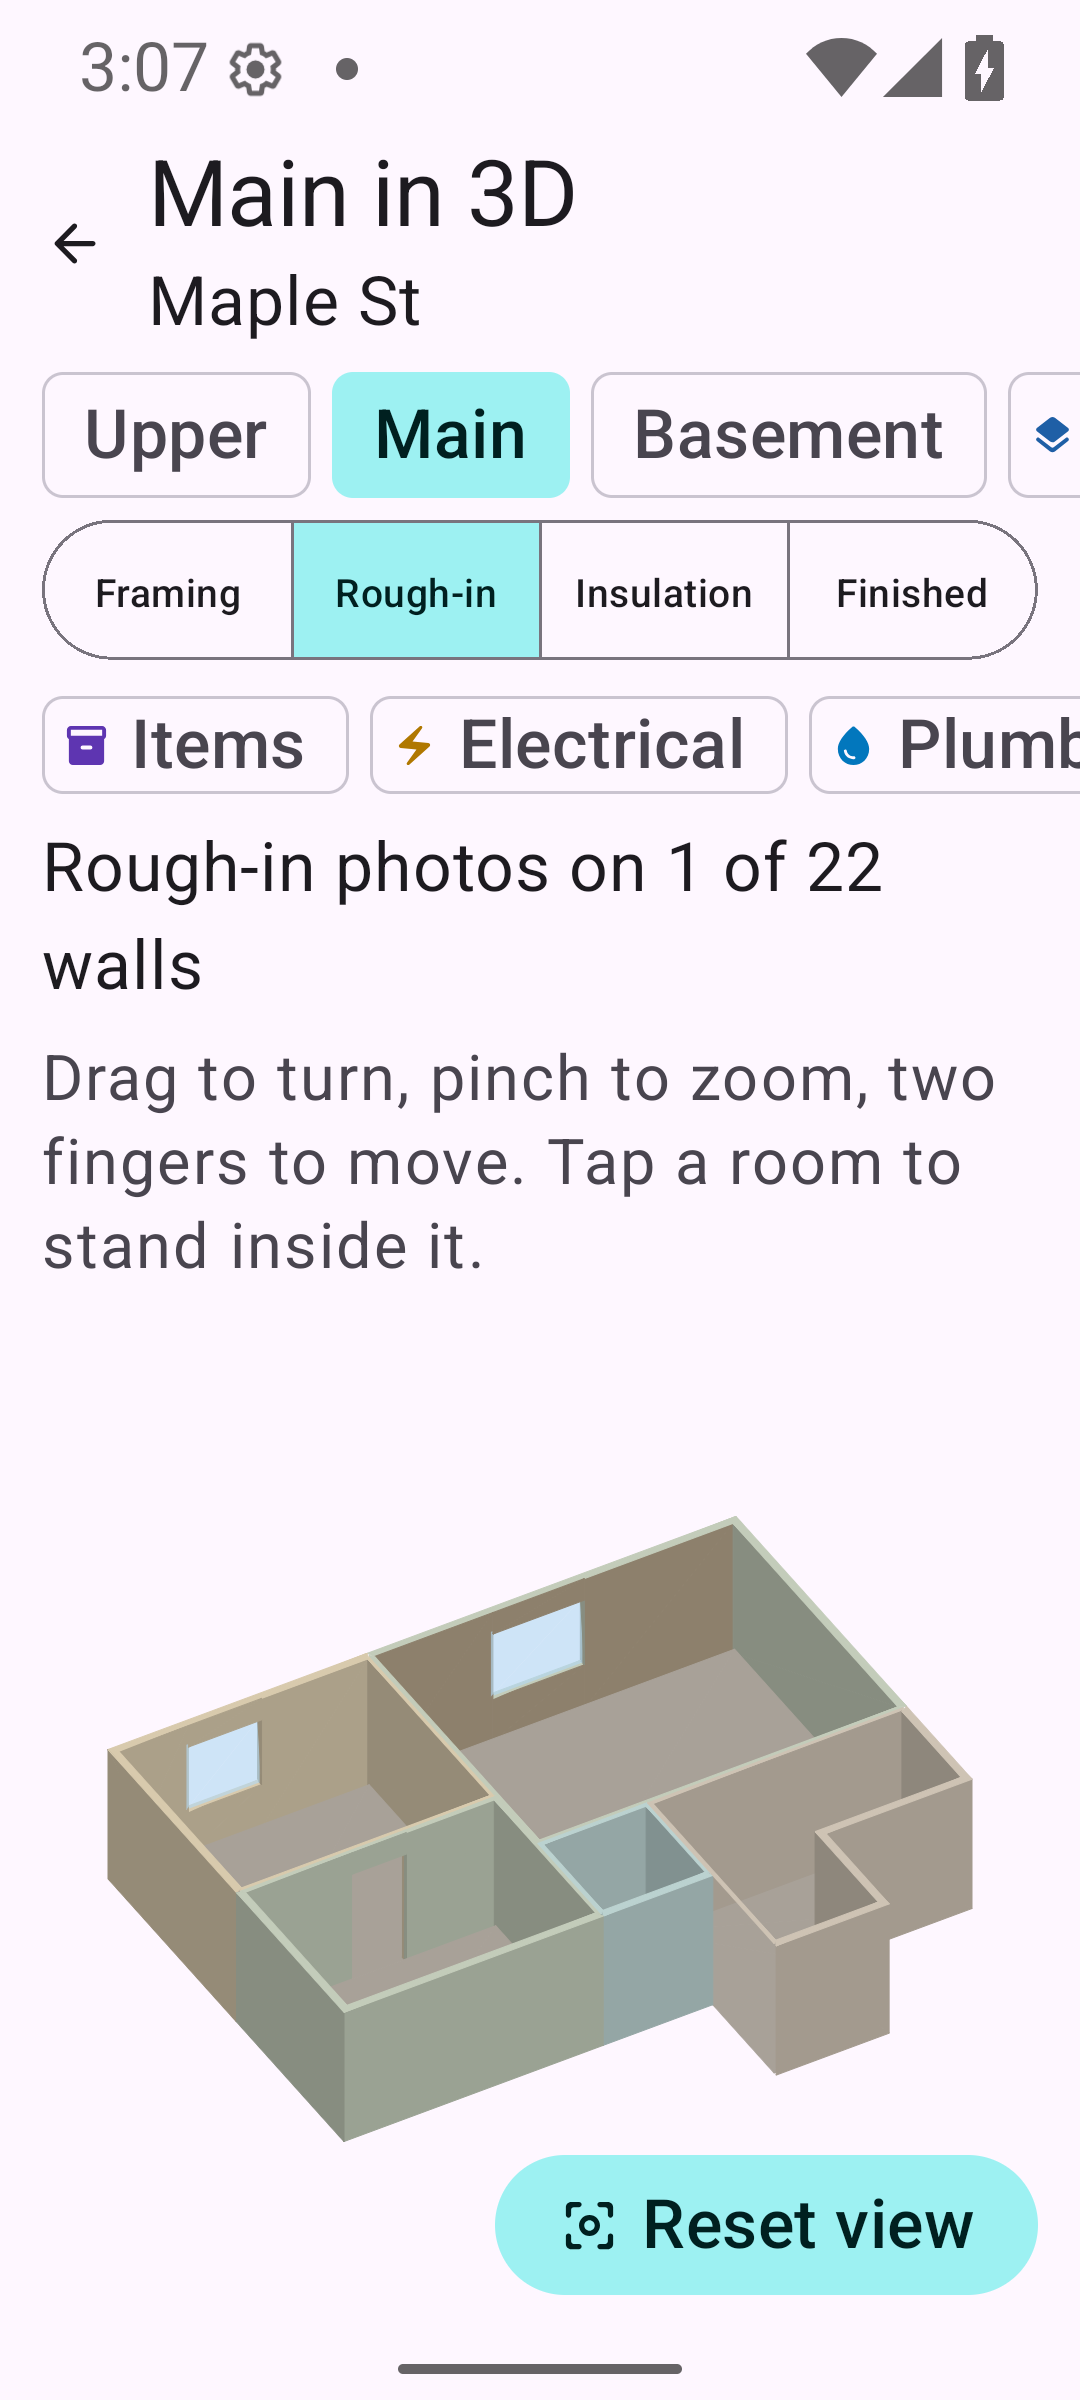 3:07
Main in 3D
Maple St
Upper
Main
Basement
Framing
Rough-in
Insulation
Finished
Items
Electrical
Plumb
Rough-in photos on 1 of 22
walls
Drag to turn, pinch to zoom, two
fingers to move. Tap a room to
stand inside it.
Reset view